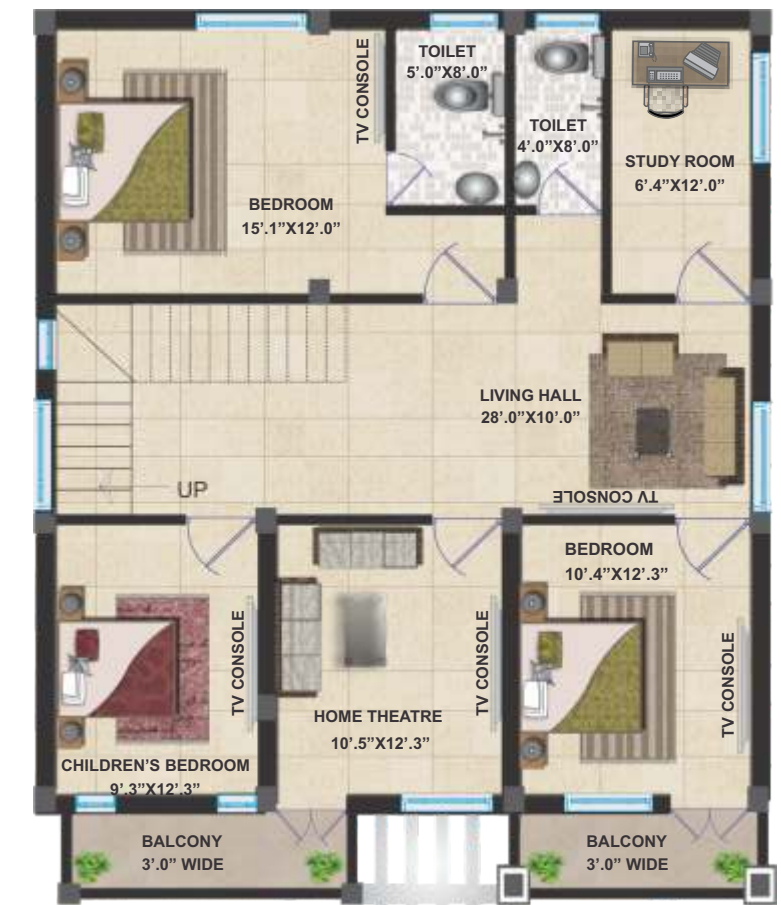 TOILET
5'.0”X8'.0”)
TV CONSOLE
TOILET
4'.0”X8'.0”
STUDY ROOM
6'.4”X12'.0”
BEDROOM
15'.1”X12'.0”
LIVING HALL
28'.0”X10'.0”
UP
TV CONSOLE
BEDROOM
10'.4”X12'.3”
TV CONSOLE
TV CONSOLE
TV CONSOLE
HOME THEATRE
10'.5”X12'.3”
CHILDREN'S BEDROOM
9'.3”X12'.3”
BALCONY
3'.0” WIDE
BALCONY
3'.0” WIDE